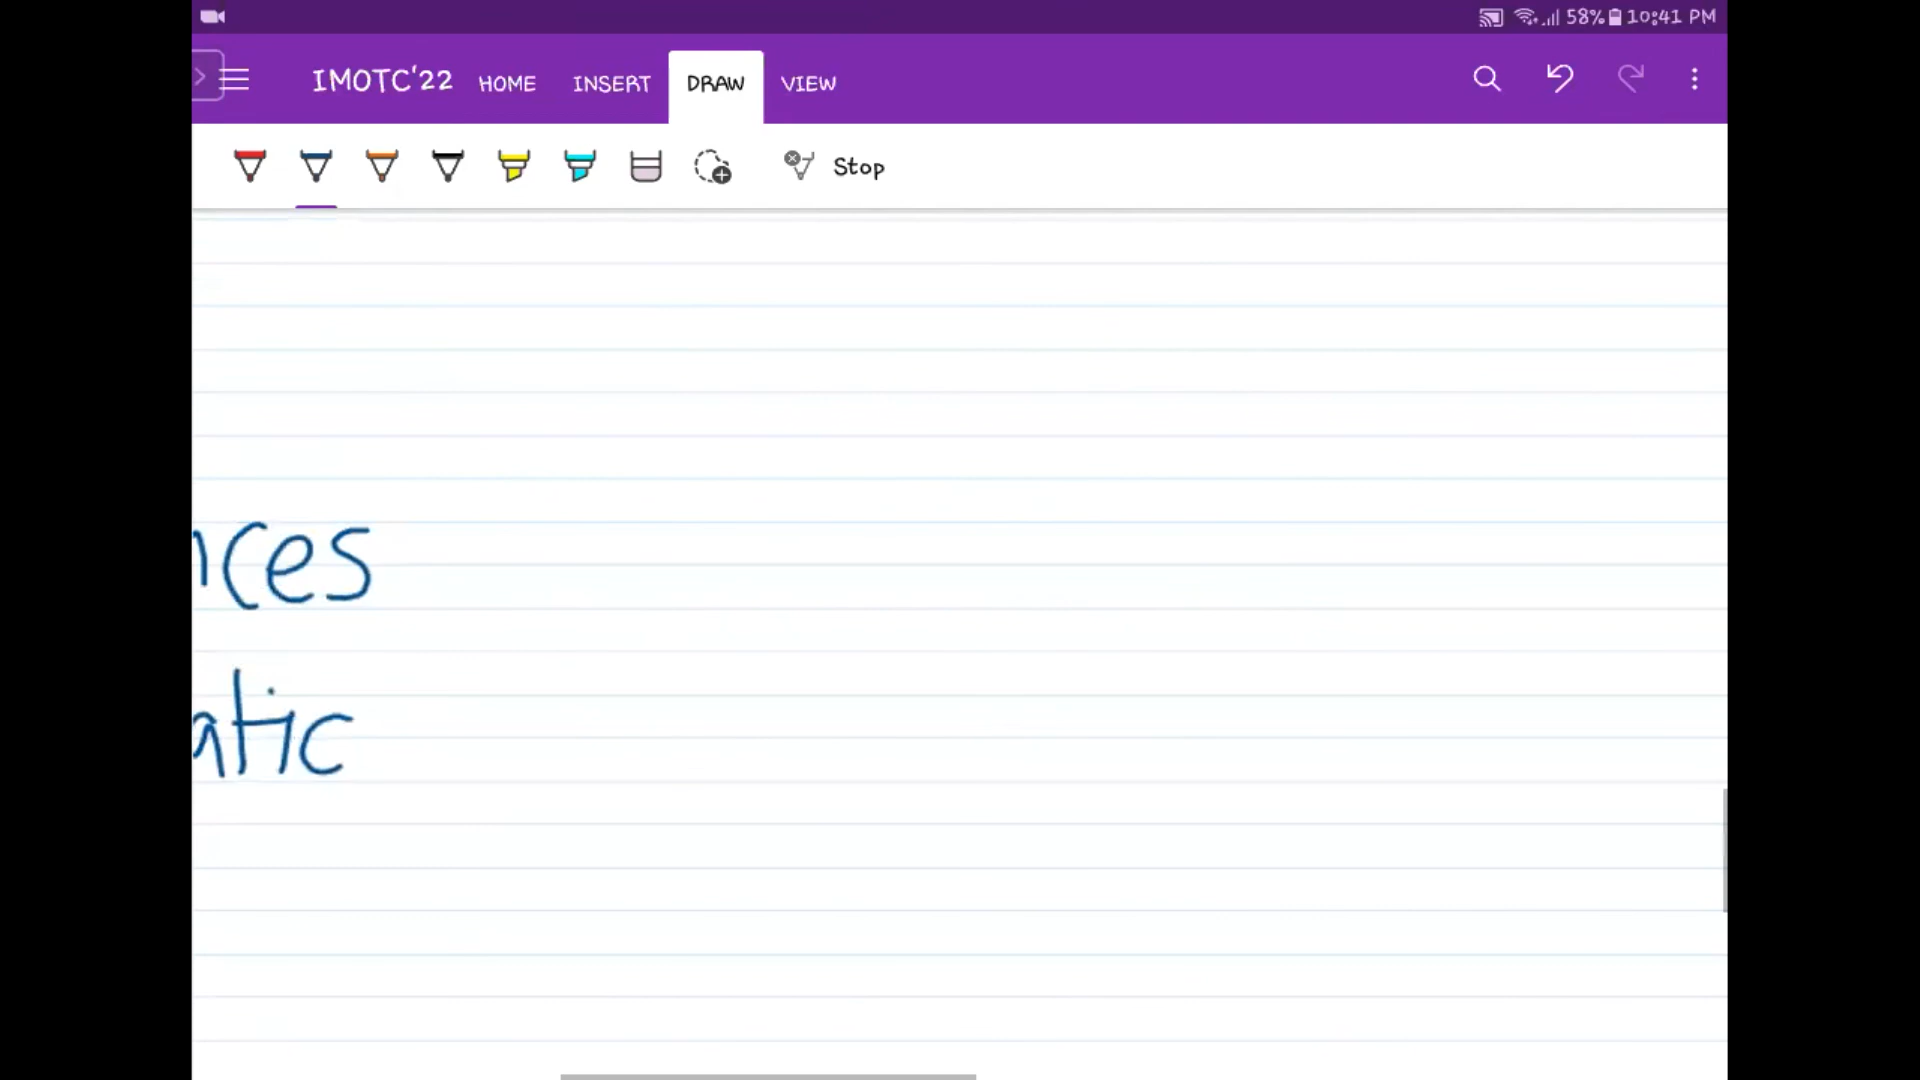 58% 10:41 PM
IMOTC'22 HOME INSERT DRAW VIEW
Stop
nces
atic